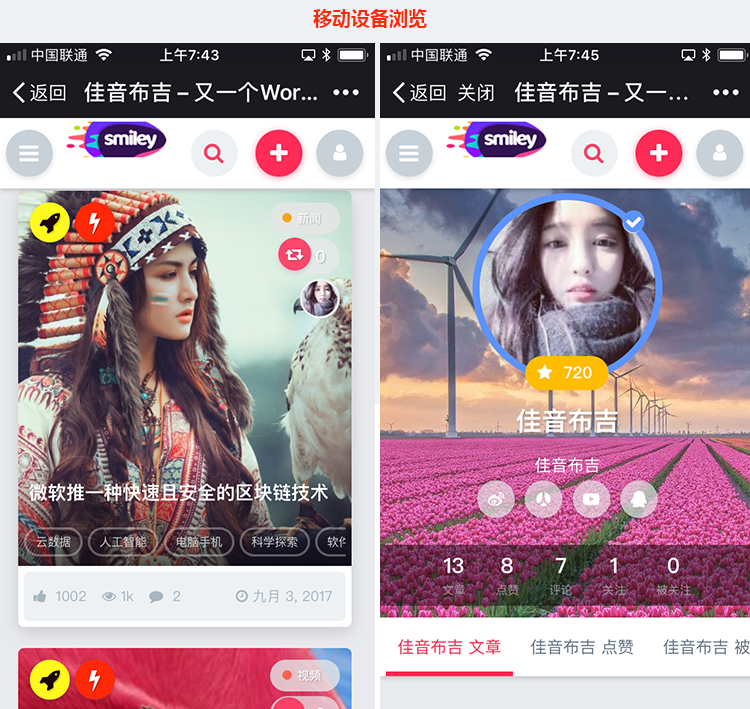 移动设备浏览
中国联通 上午7:43
返回 佳音布吉 – 又一个Wor... •••
smiley
新闻
0
微软推一种快速且安全的区块链技术
云数据 人工智能 电脑手机 科学探索 软件
1002 1k 2 九月 3, 2017
视频
中国联通 上午7:45
返回 关闭 佳音布吉 – 又一... •••
smiley
720
佳音布吉
佳音布吉
13 8 7 1 0
文章 点赞 评论 关注 被关注
佳音布吉 文章 佳音布吉 点赞 佳音布吉 被